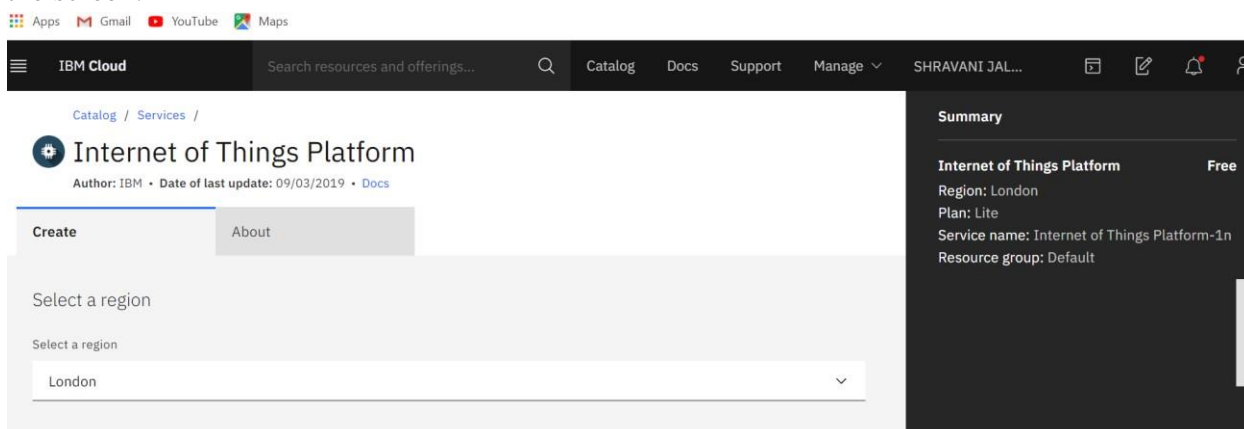 Apps Gmail YouTube Maps
IBM Cloud Search resources and offerings... Catalog Docs Support Manage SHRAVANI JAL...
Catalog / Services /
Internet of Things Platform
Author: IBM • Date of last update: 09/03/2019 • Docs
Create About
Select a region
Select a region
London
Summary
Internet of Things Platform Free
Region: London
Plan: Lite
Service name: Internet of Things Platform-1n
Resource group: Default